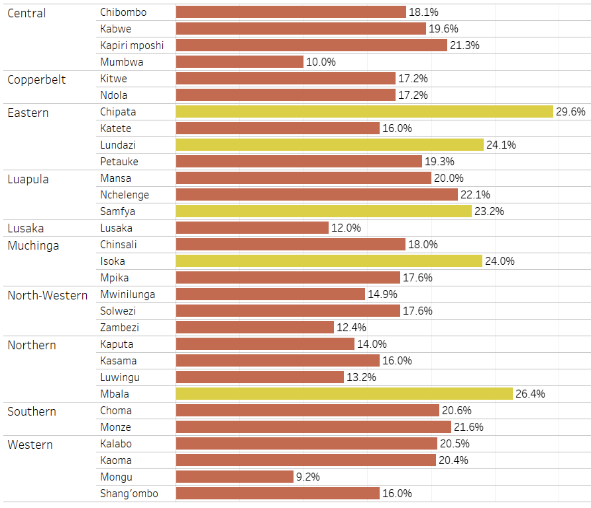 Central Chibombo 18.1%
Kabwe 19.6%
Kapiri mposhi 21.3%
Mumbwa 10.0%
Copperbelt Kitwe 17.2%
Ndola 17.2%
Eastern Chipata 29.6%
Katete 16.0%
Lundazi 24.1%
Petauke 19.3%
Luapula Mansa 20.0%
Nchelenge 22.1%
Samfya 23.2%
Lusaka Lusaka 12.0%
Muchinga Chinsali 18.0%
Isoka 24.0%
Mpika 17.6%
North-Western Mwinilunga 14.9%
Solwezi 17.6%
Zambezi 12.4%
Northern Kaputa 14.0%
Kasama 16.0%
Luwingu 13.2%
Mbala 26.4%
Southern Choma 20.6%
Monze 21.6%
Western Kalabo 20.5%
Kaoma 20.4%
Mongu 9.2%
Shang'ombo 16.0%